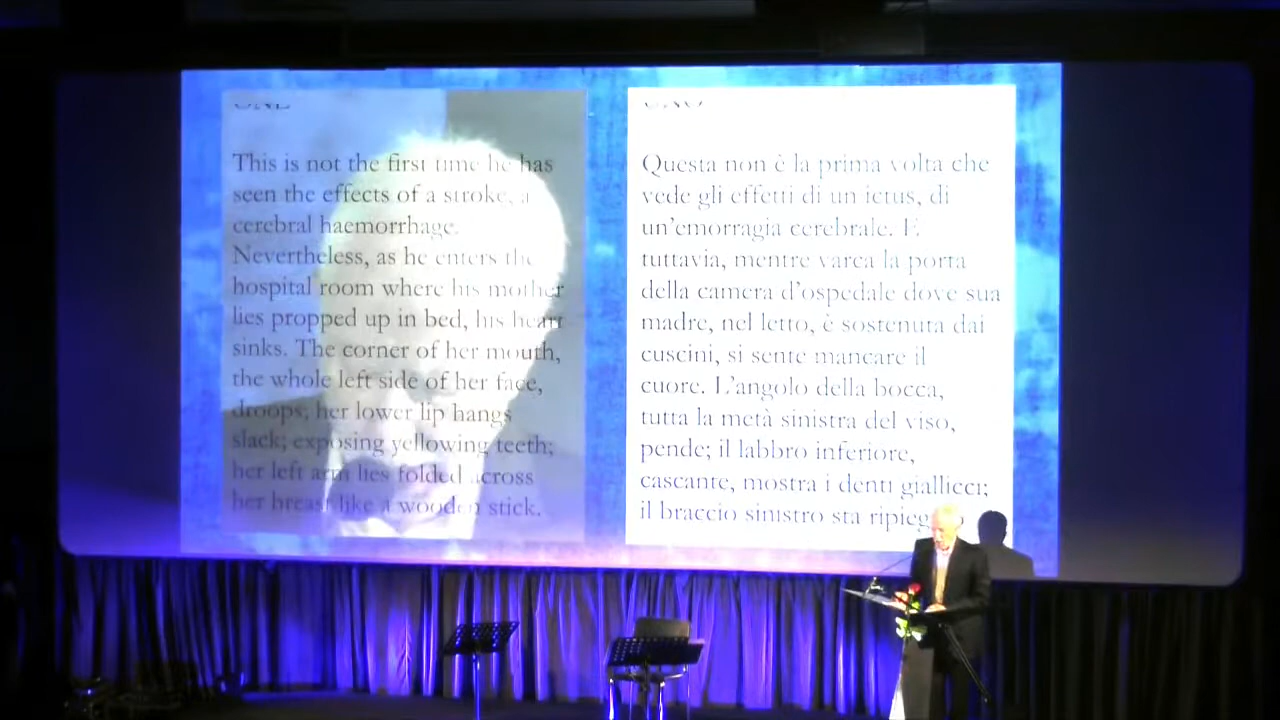 ONE
This is not the first time he has
seen the effects of a stroke, a
cerebral haemorrhage.
Nevertheless, as he enters the
hospital room where his mother
lies propped up in bed, his heart
sinks. The corner of her mouth,
the whole left side of her face,
droops; her lower lip hangs
slack; exposing yellowing teeth;
her left arm lies folded across
her breast like a wooden stick.
UNO
Questa non è la prima volta che
vede gli effetti di un ictus, di
un'emorragia cerebrale. E
tuttavia, mentre varca la porta
della camera d'ospedale dove sua
madre, nel letto, è sostenuta dai
cuscini, si sente mancare il
cuore. L'angolo della bocca,
tutta la metà sinistra del viso,
pende; il labbro inferiore,
cascante, mostra i denti giallicci;
il braccio sinistro sta